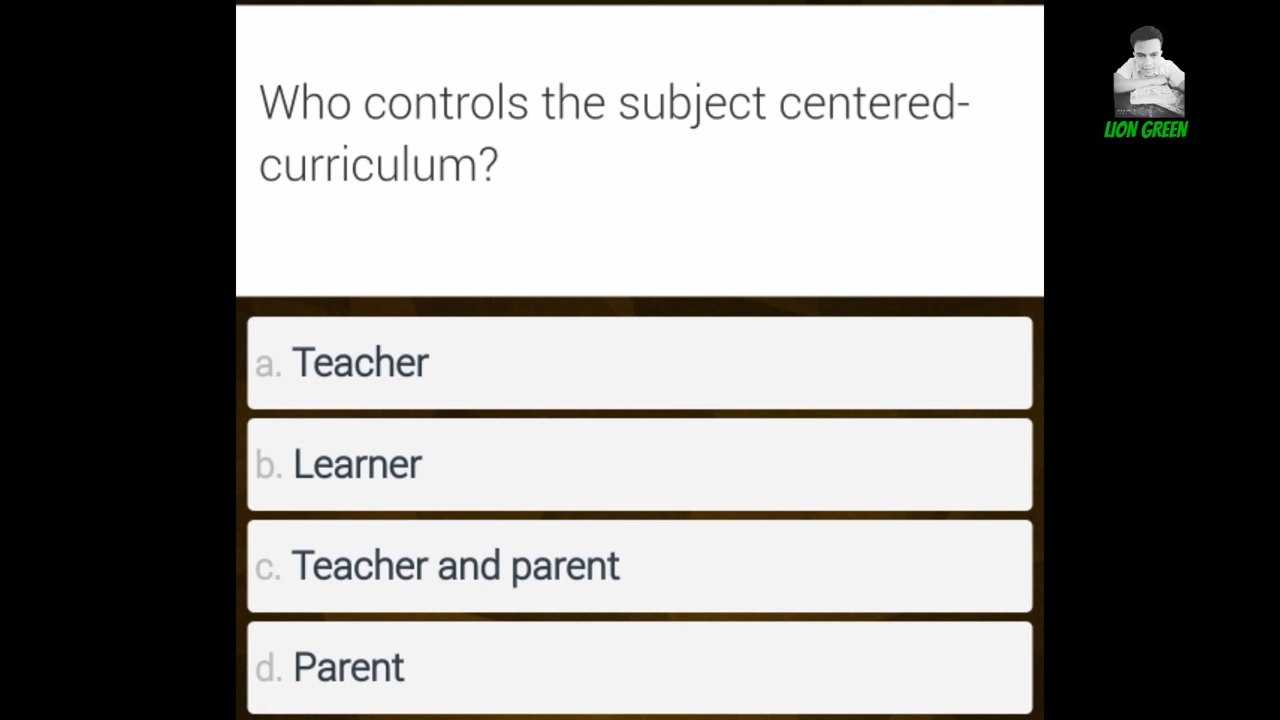 Who controls the subject centered-
curriculum?
LION GREEN
a. Teacher
b. Learner
c. Teacher and parent
d. Parent